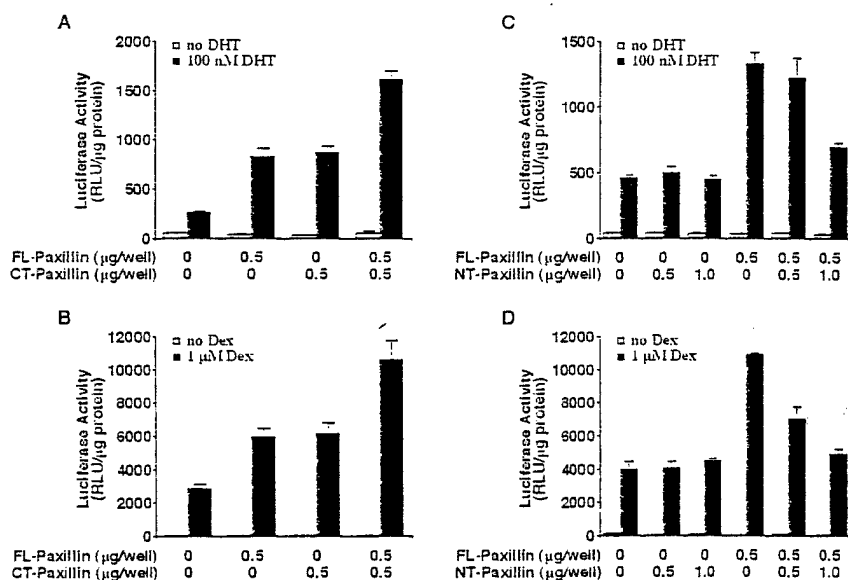 A
no DHT
100 nM DHT
2000
1500
1000
500
0
Luciferase Activity
(RLU/µg protein)
FL-Paxillin (µg/well) 0 0.5 0 0.5
CT-Paxillin (µg/well) 0 0 0.5 0.5
B
no Dex
1 µM Dex
12000
10000
8000
6000
4000
2000
0
Luciferase Activity
(RLU/µg protein)
FL-Paxillin (µg/well) 0 0.5 0 0.5
CT-Paxillin (µg/well) 0 0 0.5 0.5
C
no DHT
100 nM DHT
1500
1000
500
0
Luciferase Activity
(RLU/µg protein)
FL-Paxillin (µg/well) 0 0 0 0.5 0.5 0.5
NT-Paxillin (µg/well) 0 0.5 1.0 0 0.5 1.0
D
no Dex
1 µM Dex
12000
10000
8000
6000
4000
2000
0
Luciferase Activity
(RLU/µg protein)
FL-Paxillin (µg/well) 0 0 0 0.5 0.5 0.5
NT-Paxillin (µg/well) 0 0.5 1.0 0 0.5 1.0